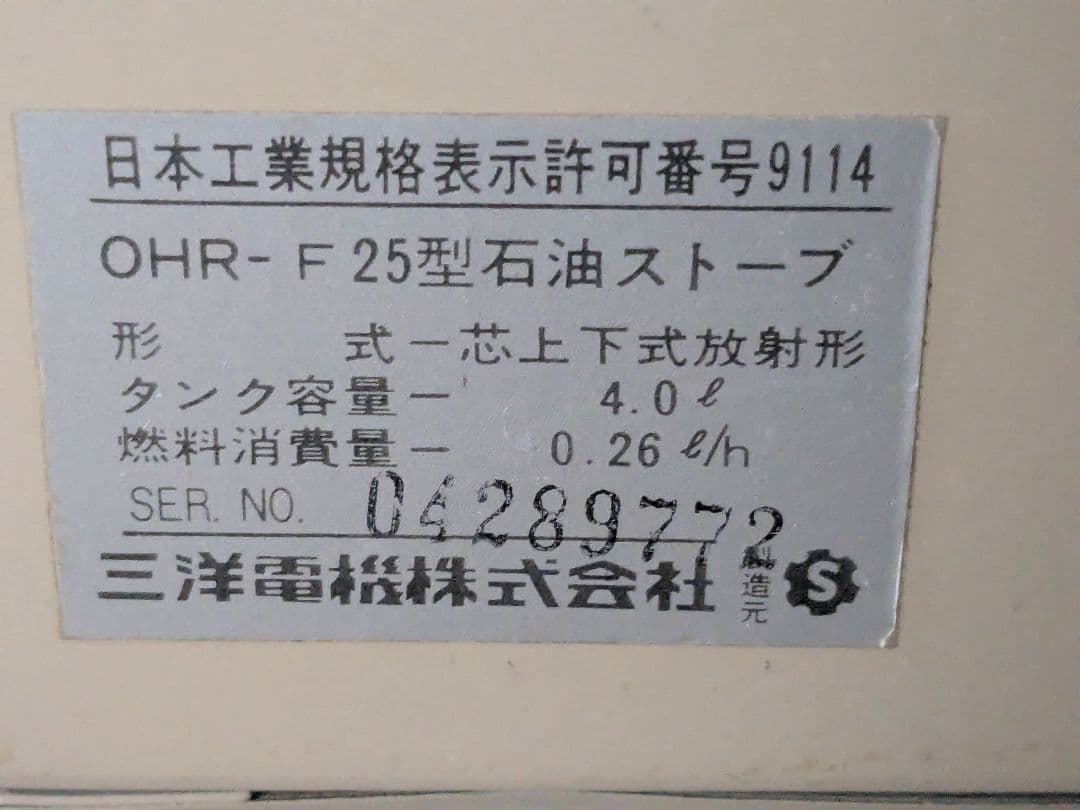 日本工業規格表示許可番号9114
OHR-F25型石油ストーブ
形式ー芯上下式放射形
タンク容量ー 4.0ℓ
燃料消費量ー 0.26ℓ/h
SER. NO. 04289772
三洋電機株式会社 製造元 S